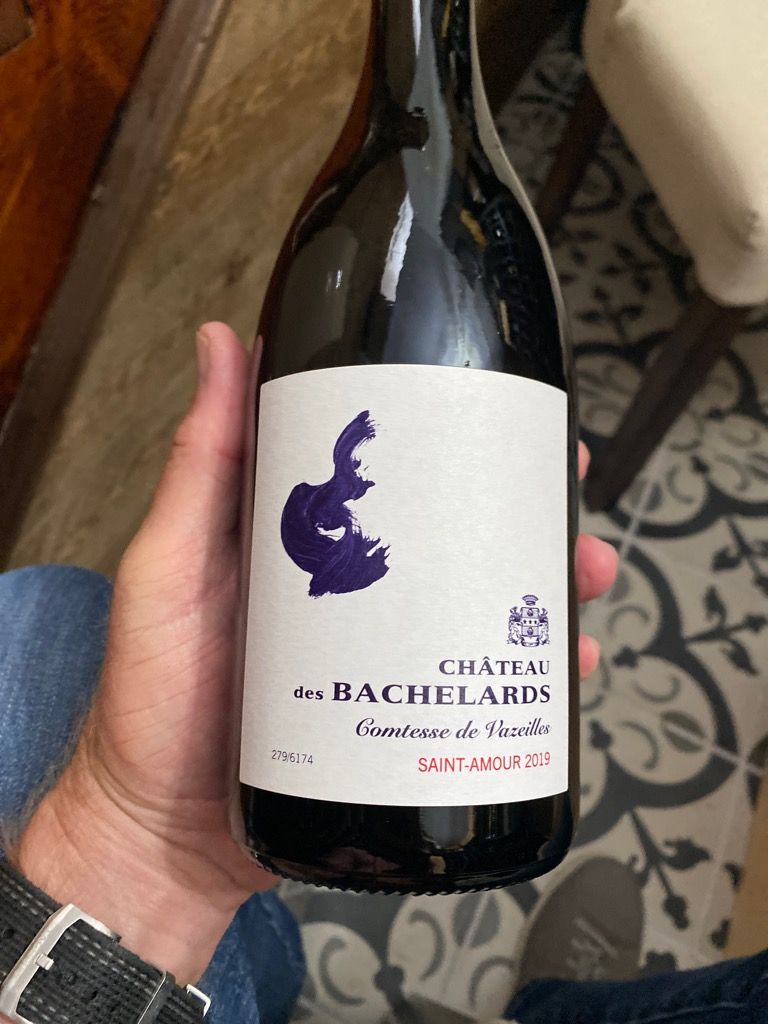 CHÂTEAU
des BACHELARDS
Comtesse de Vazeilles
279/6174
SAINT-AMOUR 2019